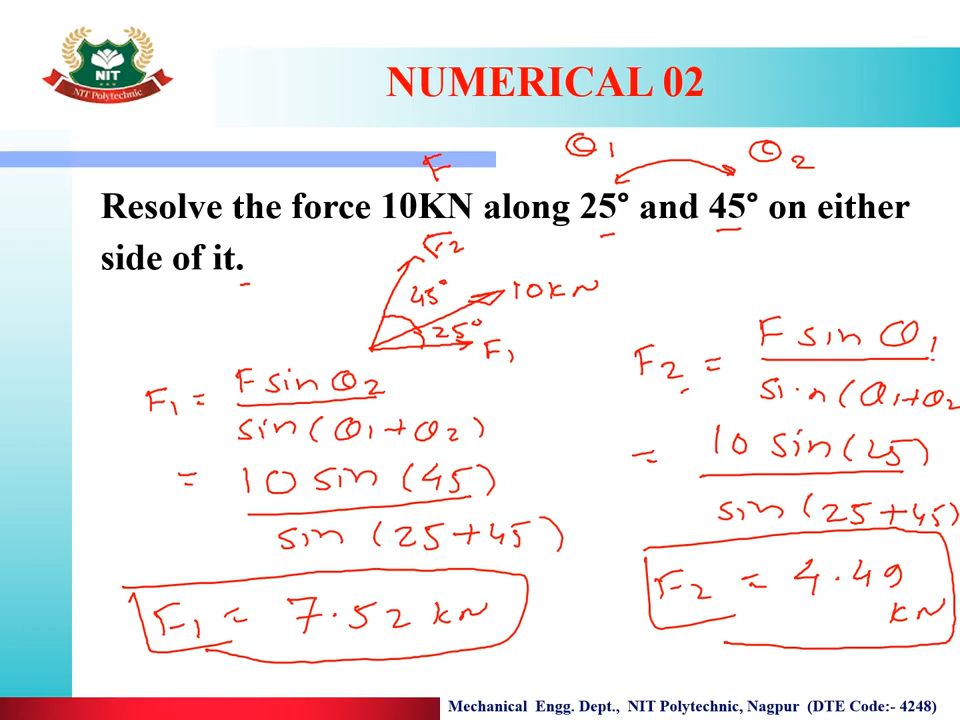 NIT
NIT Polytechnic
NUMERICAL 02
F θ1 θ2
Resolve the force 10KN along 25° and 45° on either
side of it.
F2
45° 10KN
25°
F1
F1 = F sin θ2 / sin(θ1+θ2)
= 10 sin(45) / sin(25+45)
F1 = 7.52 kN
F2 = F sin θ1 / sin(θ1+θ2
= 10 sin(25) / sin(25+45)
F2 = 4.49 kN
Mechanical Engg. Dept., NIT Polytechnic, Nagpur (DTE Code:- 4248)